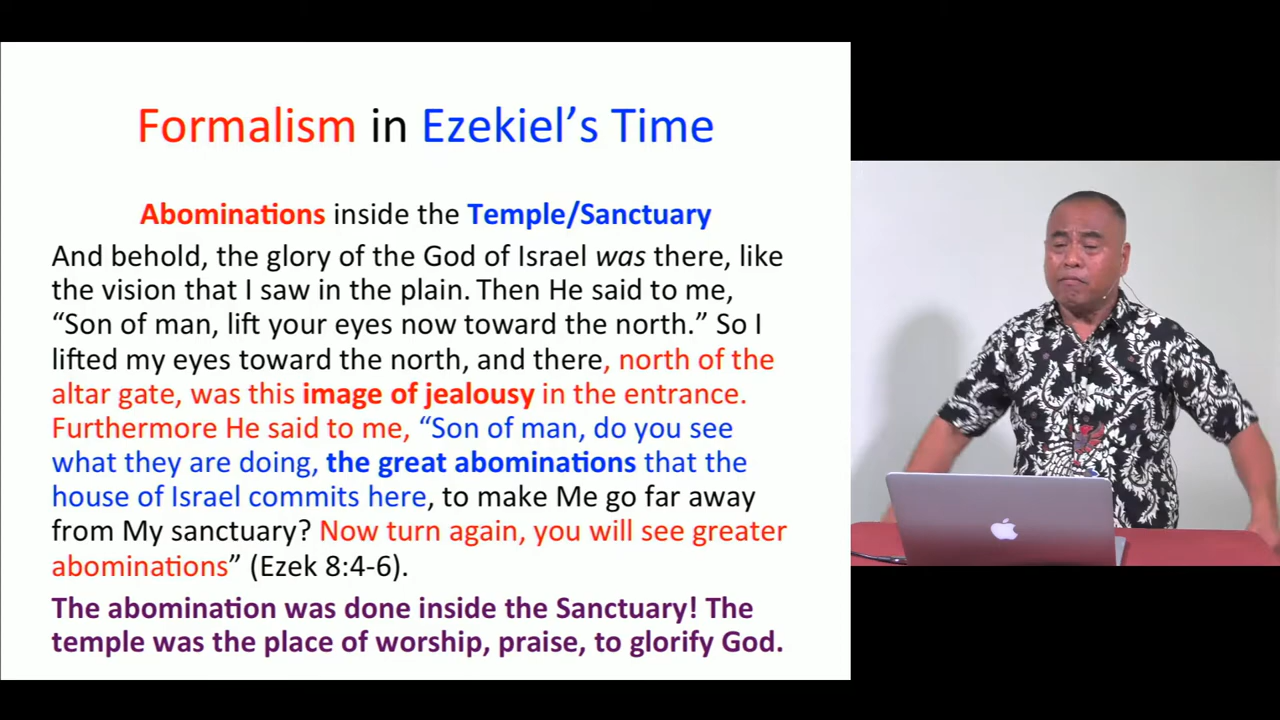 Formalism in Ezekiel’s Time
Abominations inside the Temple/Sanctuary
And behold, the glory of the God of Israel was there, like
the vision that I saw in the plain. Then He said to me,
“Son of man, lift your eyes now toward the north.” So I
lifted my eyes toward the north, and there, north of the
altar gate, was this image of jealousy in the entrance.
Furthermore He said to me, “Son of man, do you see
what they are doing, the great abominations that the
house of Israel commits here, to make Me go far away
from My sanctuary? Now turn again, you will see greater
abominations” (Ezek 8:4-6).
The abomination was done inside the Sanctuary! The
temple was the place of worship, praise, to glorify God.